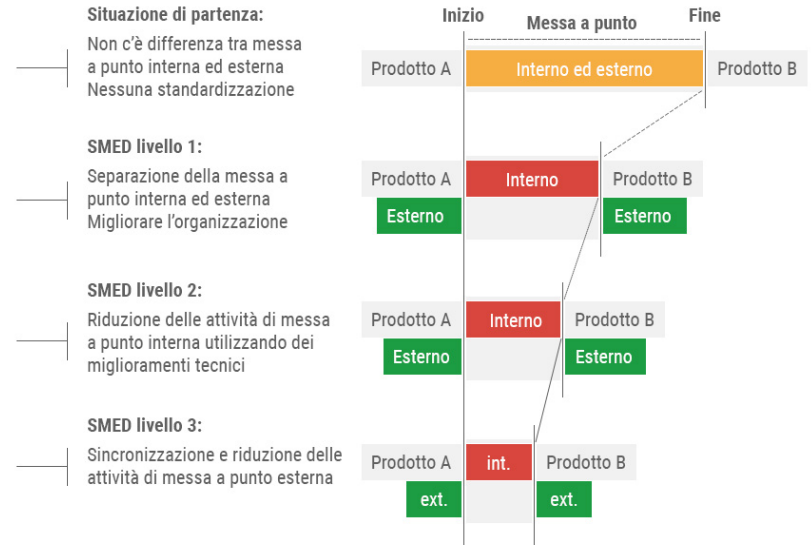 Situazione di partenza:
Non c'è differenza tra messa
a punto interna ed esterna
Nessuna standardizzazione
Inizio
Messa a punto
Fine
Prodotto A
Interno ed esterno
Prodotto B
SMED livello 1:
Separazione della messa a
punto interna ed esterna
Migliorare l'organizzazione
Prodotto A
Interno
Prodotto B
Esterno
Esterno
SMED livello 2:
Riduzione delle attività di messa
a punto interna utilizzando dei
miglioramenti tecnici
Prodotto A
Interno
Prodotto B
Esterno
Esterno
SMED livello 3:
Sincronizzazione e riduzione delle
attività di messa a punto esterna
Prodotto A
int.
Prodotto B
ext.
ext.